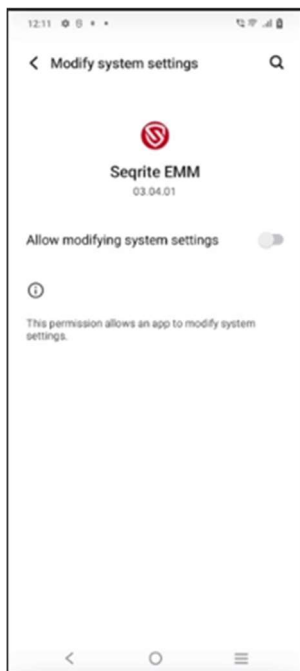 12:11
Modify system settings
Seqrite EMM
03.04.01
Allow modifying system settings
This permission allows an app to modify system
settings.